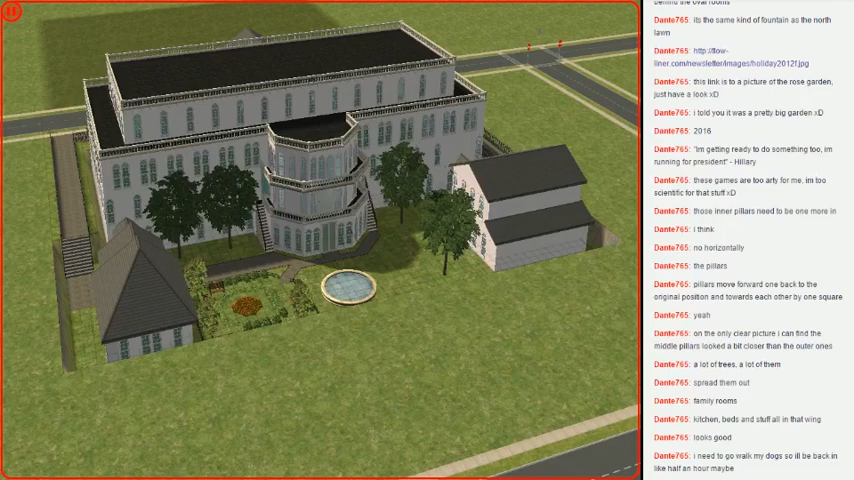 behind the oval rooms
Dante765: its the same kind of fountain as the north
lawn
Dante765: http://flow-
liner.com/newsletter/images/holiday2012f.jpg
Dante765: this link is to a picture of the rose garden,
just have a look xD
Dante765: i told you it was a pretty big garden xD
Dante765: 2016
Dante765: "Im getting ready to do something too, im
running for president" - Hillary
Dante765: these games are too arty for me, im too
scientific for that stuff xD
Dante765: those inner pillars need to be one more in
Dante765: i think
Dante765: no horizontally
Dante765: the pillars
Dante765: pillars move forward one back to the
original position and towards each other by one square
Dante765: yeah
Dante765: on the only clear picture i can find the
middle pillars looked a bit closer than the outer ones
Dante765: a lot of trees, a lot of them
Dante765: spread them out
Dante765: family rooms
Dante765: kitchen, beds and stuff all in that wing
Dante765: looks good
Dante765: i need to go walk my dogs so ill be back in
like half an hour maybe